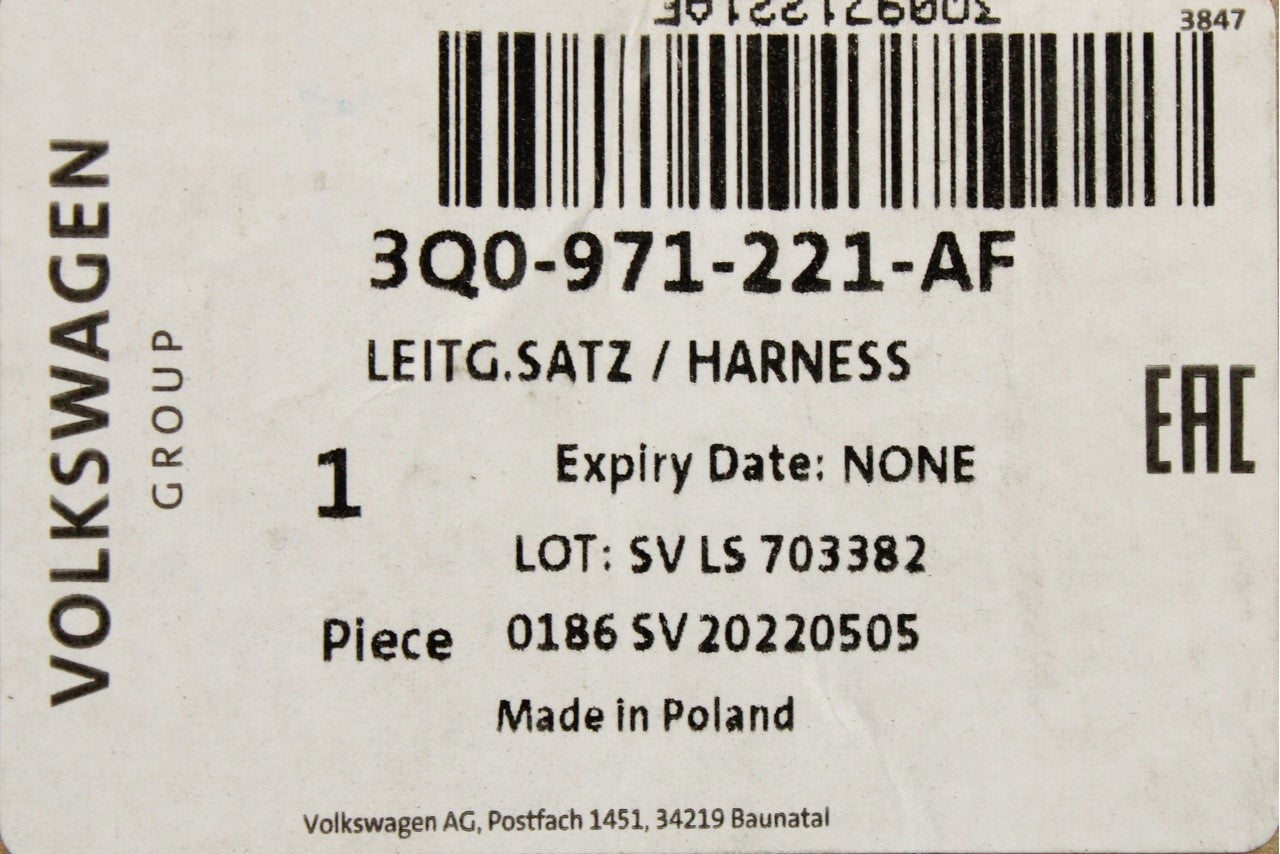 3847
3Q0-971-221-AF
LEITG.SATZ / HARNESS
EAC
1
Expiry Date: NONE
LOT: SV LS 703382
Piece
0186 SV 20220505
Made in Poland
Volkswagen AG, Postfach 1451, 34219 Baunatal
VOLKSWAGEN
GROUP